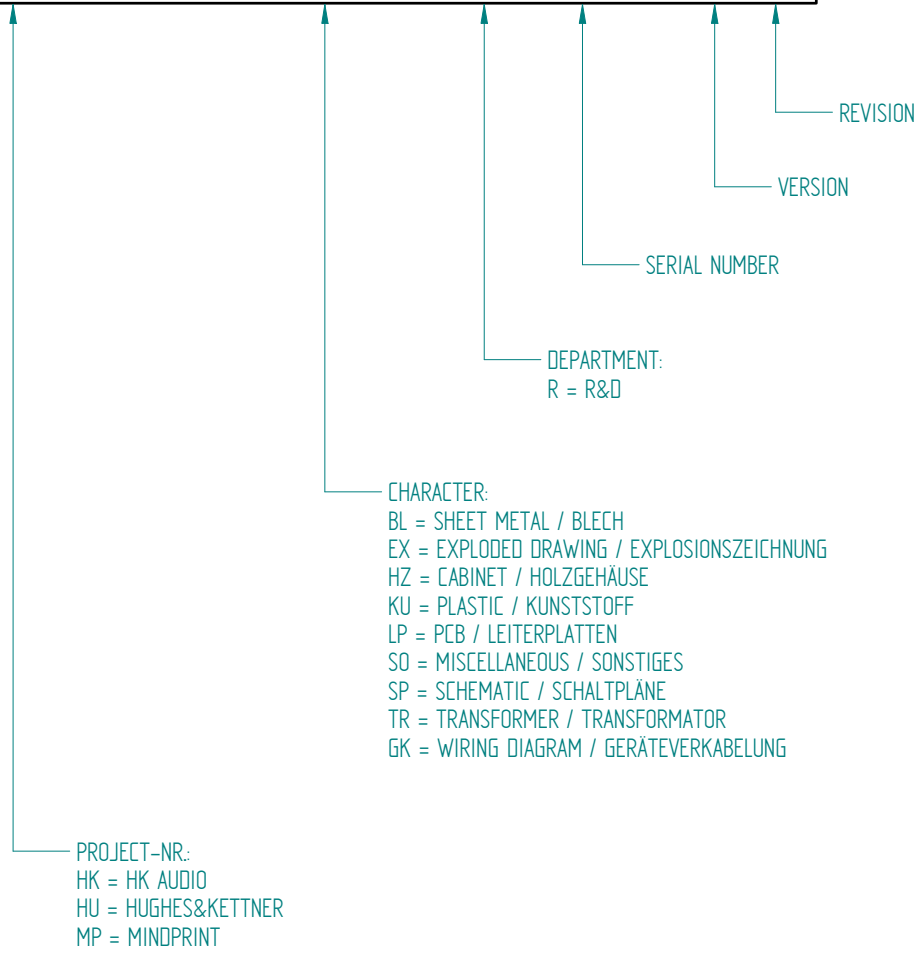 REVISION
VERSION
SERIAL NUMBER
DEPARTMENT:
R = R&D
CHARACTER:
BL = SHEET METAL / BLECH
EX = EXPLODED DRAWING / EXPLOSIONSZEICHNUNG
HZ = CABINET / HOLZGEHÄUSE
KU = PLASTIC / KUNSTSTOFF
LP = PCB / LEITERPLATTEN
SO = MISCELLANEOUS / SONSTIGES
SP = SCHEMATIC / SCHALTPLÄNE
TR = TRANSFORMER / TRANSFORMATOR
GK = WIRING DIAGRAM / GERÄTEVERKABELUNG
PROJECT-NR.:
HK = HK AUDIO
HU = HUGHES&KETTNER
MP = MINDPRINT